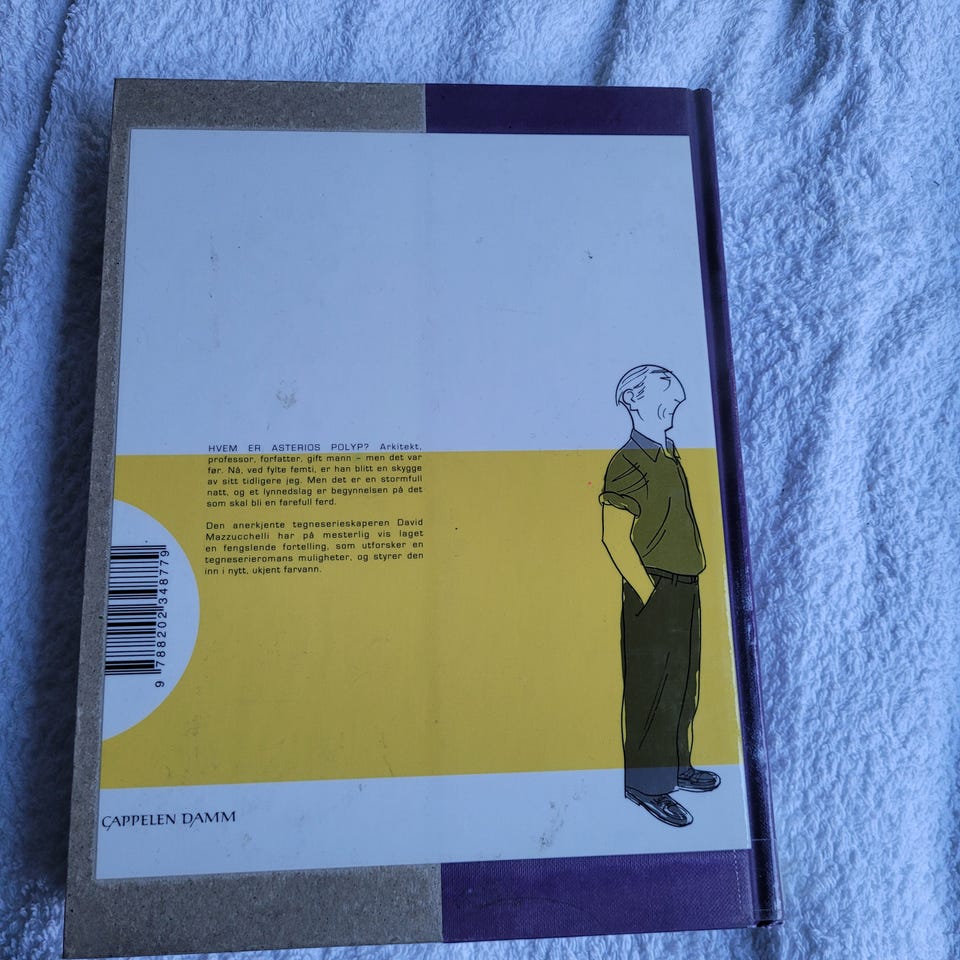 HVEM ER ASTERIOS POLYP? Arkitekt,
professor, forfatter, gift mann – men det var
før. Nå, ved fylte femti, er han blitt en skygge
av sitt tidligere jeg. Men det er en stormfull
natt, og et lynnedslag er begynnelsen på det
som skal bli en farefull ferd.
Den anerkjente tegneserieskaperen David
Mazzucchelli har på mesterlig vis laget
en fengslende fortelling, som utforsker en
tegneserieromans muligheter, og styrer den
inn i nytt, ukjent farvann.
9 788202 348779
CAPPELEN DAMM